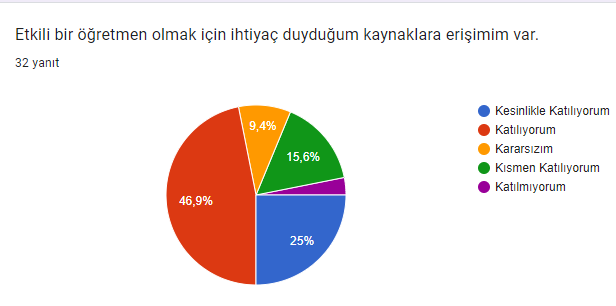 Etkili bir öğretmen olmak için ihtiyaç duyduğum kaynaklara erişimim var.
32 yanıt
Kesinlikle Katılıyorum
Katılıyorum
Kararsızım
Kısmen Katılıyorum
Katılmıyorum
9,4%
15,6%
46,9%
25%